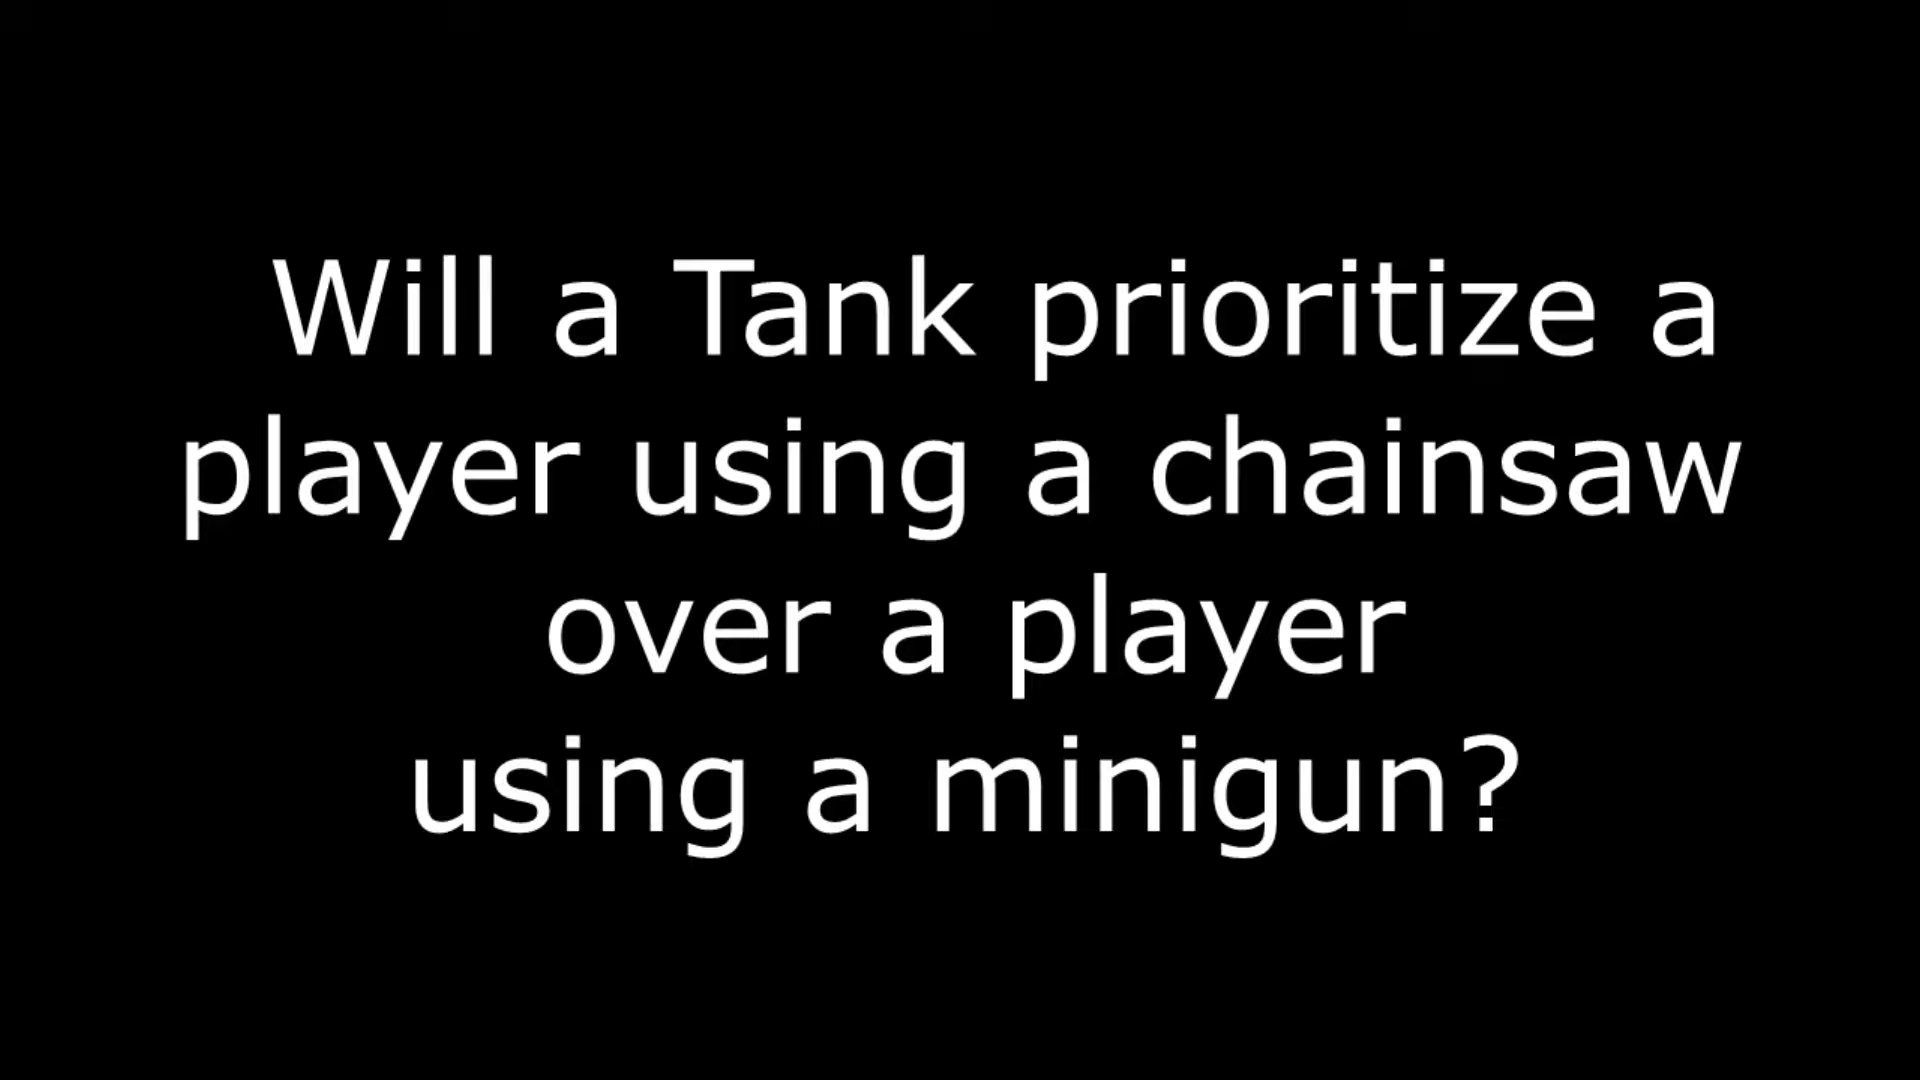 Will a Tank prioritize a
player using a chainsaw
over a player
using a minigun?